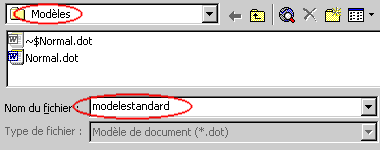 Modèles
~$Normal.dot
Normal.dot
Nom du fichier : modelestandard
Type de fichier : Modèle de document (*.dot)